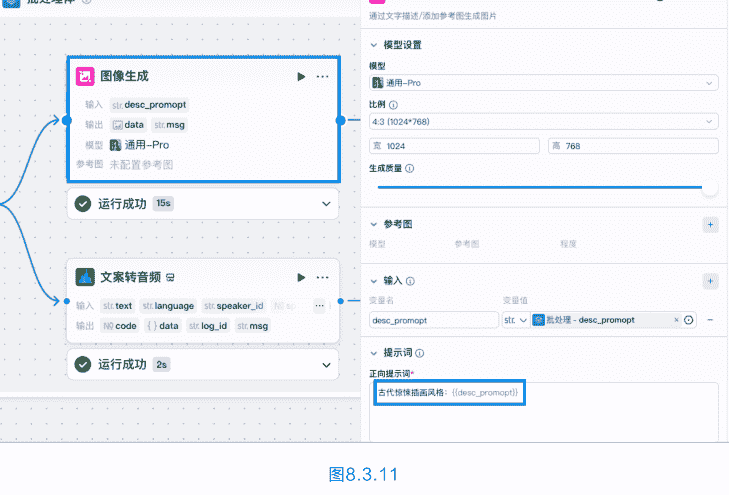 批处理体
图像生成
输入 str.desc_promopt
输出 data str.msg
模型 通用-Pro
参考图 未配置参考图
运行成功 15s
文案转音频
输入 str.text str.language str.speaker_id
输出 code data str.log_id str.msg
运行成功 2s
通过文字描述/添加参考图生成图片
模型设置
模型
通用-Pro
比例
4:3 (1024*768)
宽 1024 高 768
生成质量
参考图
模型 参考图 程度
输入
变量名 变量值
desc_promopt str. 批处理 - desc_promopt
提示词
正向提示词*
古代惊悚插画风格：{{desc_promopt}}
图8.3.11